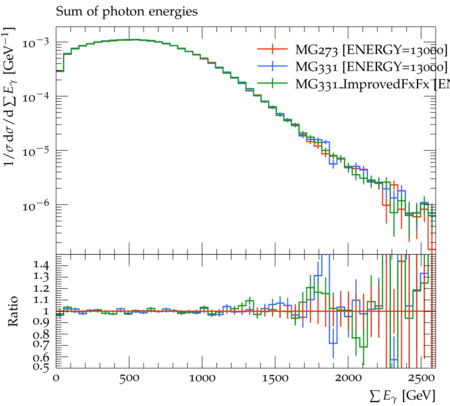 Sum of photon energies
1/σ dσ/d∑ Eγ [GeV⁻¹]
10⁻³
10⁻⁴
10⁻⁵
10⁻⁶
MG273 [ENERGY=13000]
MG331 [ENERGY=13000]
MG331.ImprovedFxFx [EN
Ratio
1.4
1.3
1.2
1.1
1
0.9
0.8
0.7
0.6
0.5
0 500 1000 1500 2000 2500
∑ Eγ [GeV]